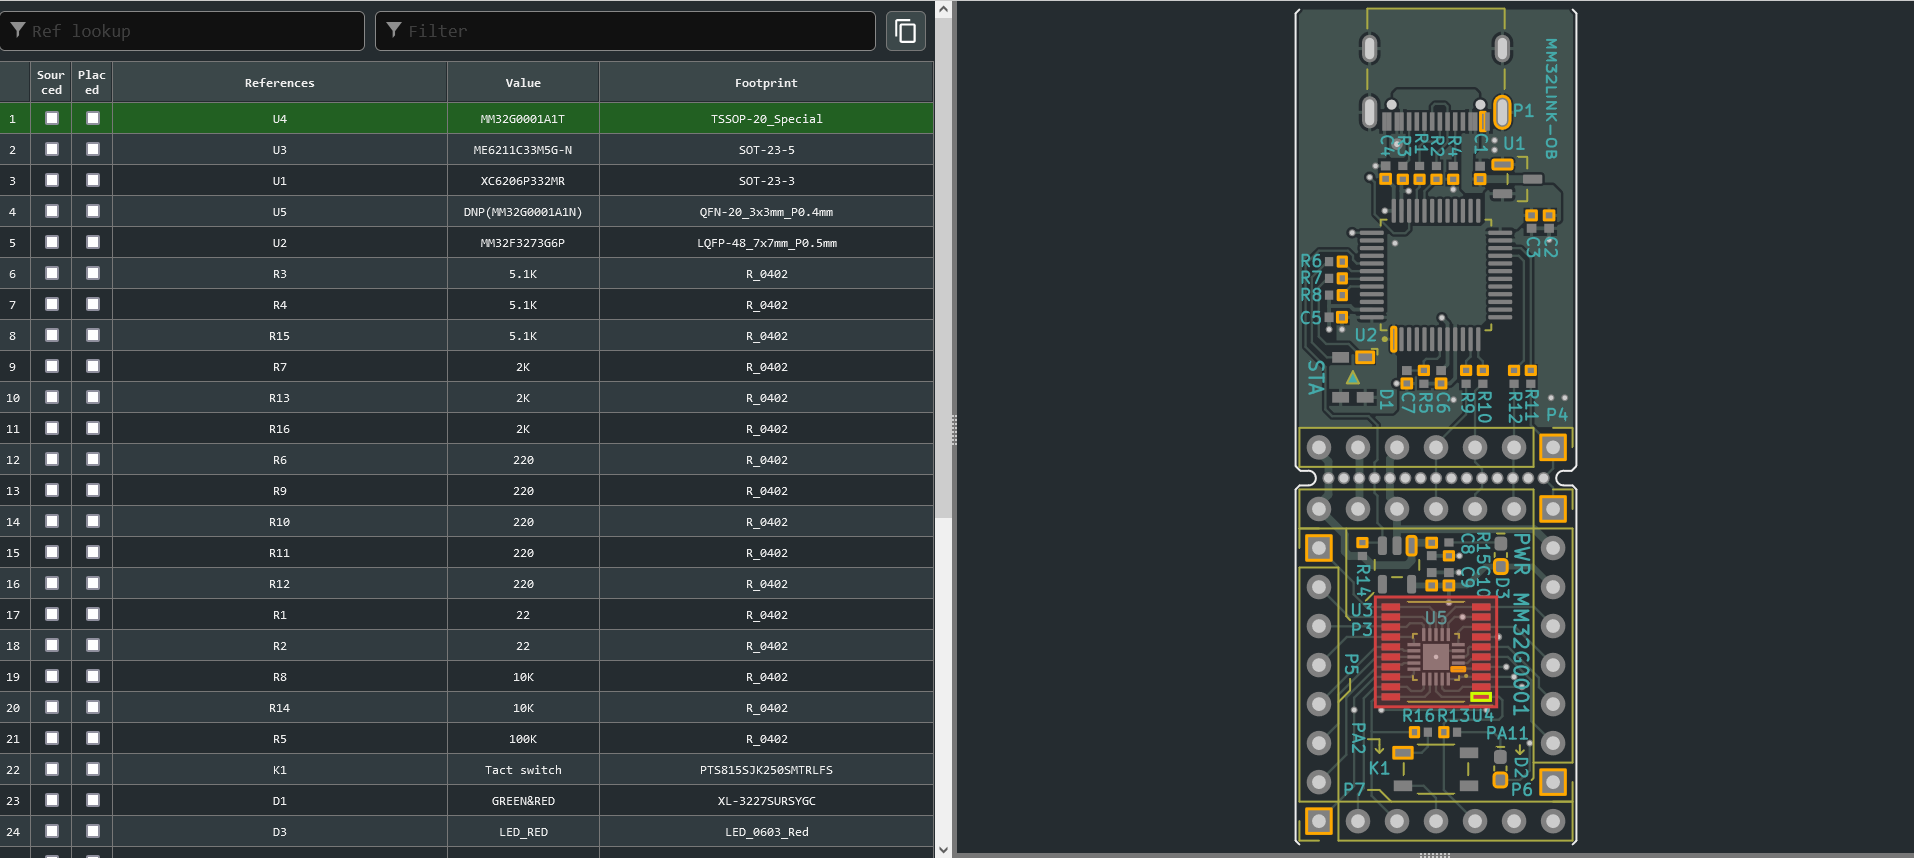 Ref lookup Filter
Sour
ced Plac
ed References Value Footprint
1 U4 MM32G0001A1T TSSOP-20_Special
2 U3 ME6211C33M5G-N SOT-23-5
3 U1 XC6206P332MR SOT-23-3
4 U5 DNP(MM32G0001A1N) QFN-20_3x3mm_P0.4mm
5 U2 MM32F3273G6P LQFP-48_7x7mm_P0.5mm
6 R3 5.1K R_0402
7 R4 5.1K R_0402
8 R15 5.1K R_0402
9 R7 2K R_0402
10 R13 2K R_0402
11 R16 2K R_0402
12 R6 220 R_0402
13 R9 220 R_0402
14 R10 220 R_0402
15 R11 220 R_0402
16 R12 220 R_0402
17 R1 22 R_0402
18 R2 22 R_0402
19 R8 10K R_0402
20 R14 10K R_0402
21 R5 100K R_0402
22 K1 Tact switch PTS815SJK250SMTRLFS
23 D1 GREEN&RED XL-3227SURSYGC
24 D3 LED_RED LED_0603_Red
MM32LINK-OB
P1
C4 R3 R1 R2 R4 C1 U1
C3 C2
R6
R7
R8
C5
U2
STA
D1 C7 R5 C6 R9 R10 R12 R11 P4
C8 R15 PWR
R14 C9 C10 D3
U3
P3
U5
MM32G0001
P5
R16 R13 U4
PA2 PA11
K1 D2
P7 P6